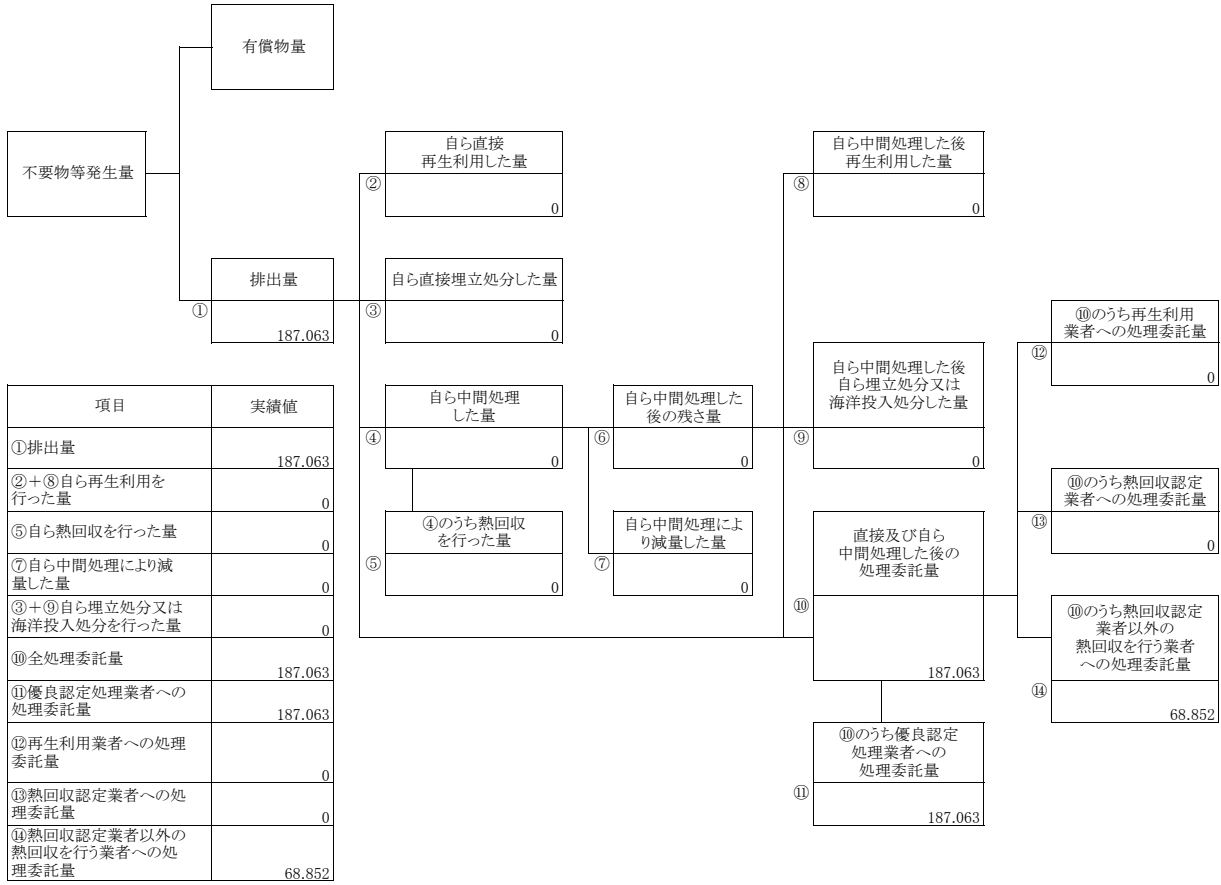 有償物量
不要物等発生量
排出量
①
187.063
自ら直接
再生利用した量
②
0
自ら直接埋立処分した量
③
0
自ら中間処理
した量
④
0
④のうち熱回収
を行った量
⑤
0
自ら中間処理した
後の残さ量
⑥
0
自ら中間処理によ
り減量した量
⑦
0
自ら中間処理した後
再生利用した量
⑧
0
自ら中間処理した後
自ら埋立処分又は
海洋投入処分した量
⑨
0
直接及び自ら
中間処理した後の
処理委託量
⑩
187.063
⑩のうち優良認定
処理業者への
処理委託量
⑪
187.063
⑩のうち再生利用
業者への処理委託量
⑫
0
⑩のうち熱回収認定
業者への処理委託量
⑬
0
⑩のうち熱回収認定
業者以外の
熱回収を行う業者
への処理委託量
⑭
68.852
項目 実績値
①排出量
187.063
②+⑧自ら再生利用を
行った量
0
⑤自ら熱回収を行った量
0
⑦自ら中間処理により減
量した量
0
③+⑨自ら埋立処分又は
海洋投入処分を行った量
0
⑩全処理委託量
187.063
⑪優良認定処理業者への
処理委託量
187.063
⑫再生利用業者への処理
委託量
0
⑬熱回収認定業者への処
理委託量
0
⑭熱回収認定業者以外の
熱回収を行う業者への処
理委託量
68.852